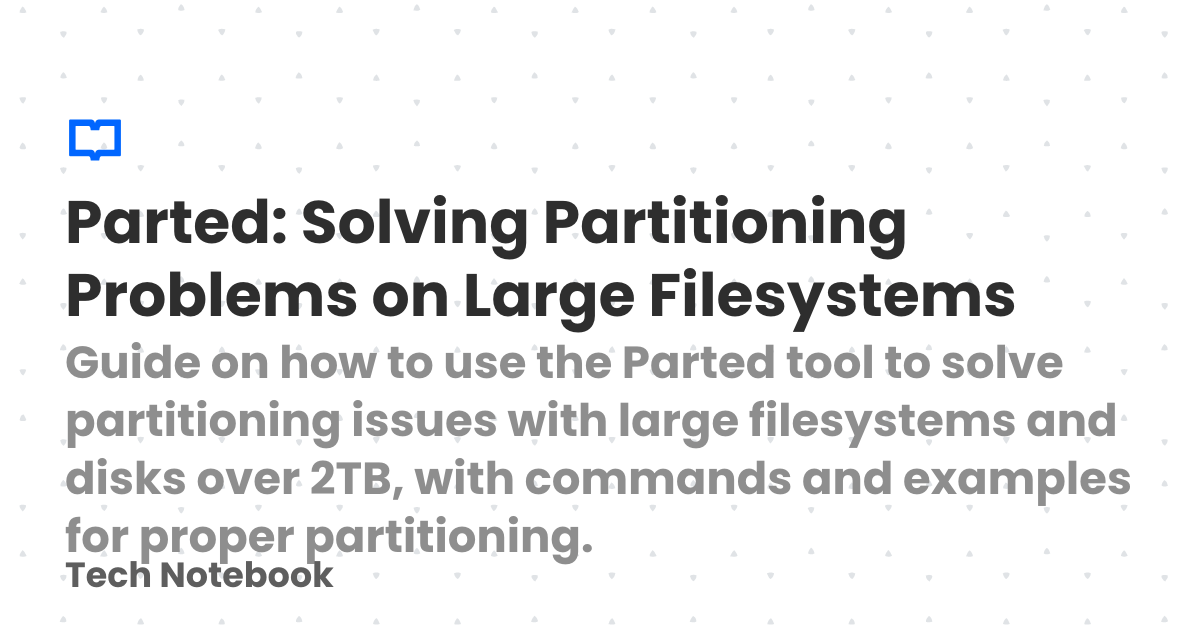 Parted: Solving Partitioning
Problems on Large Filesystems
Guide on how to use the Parted tool to solve
partitioning issues with large filesystems and
disks over 2TB, with commands and examples
for proper partitioning.
Tech Notebook